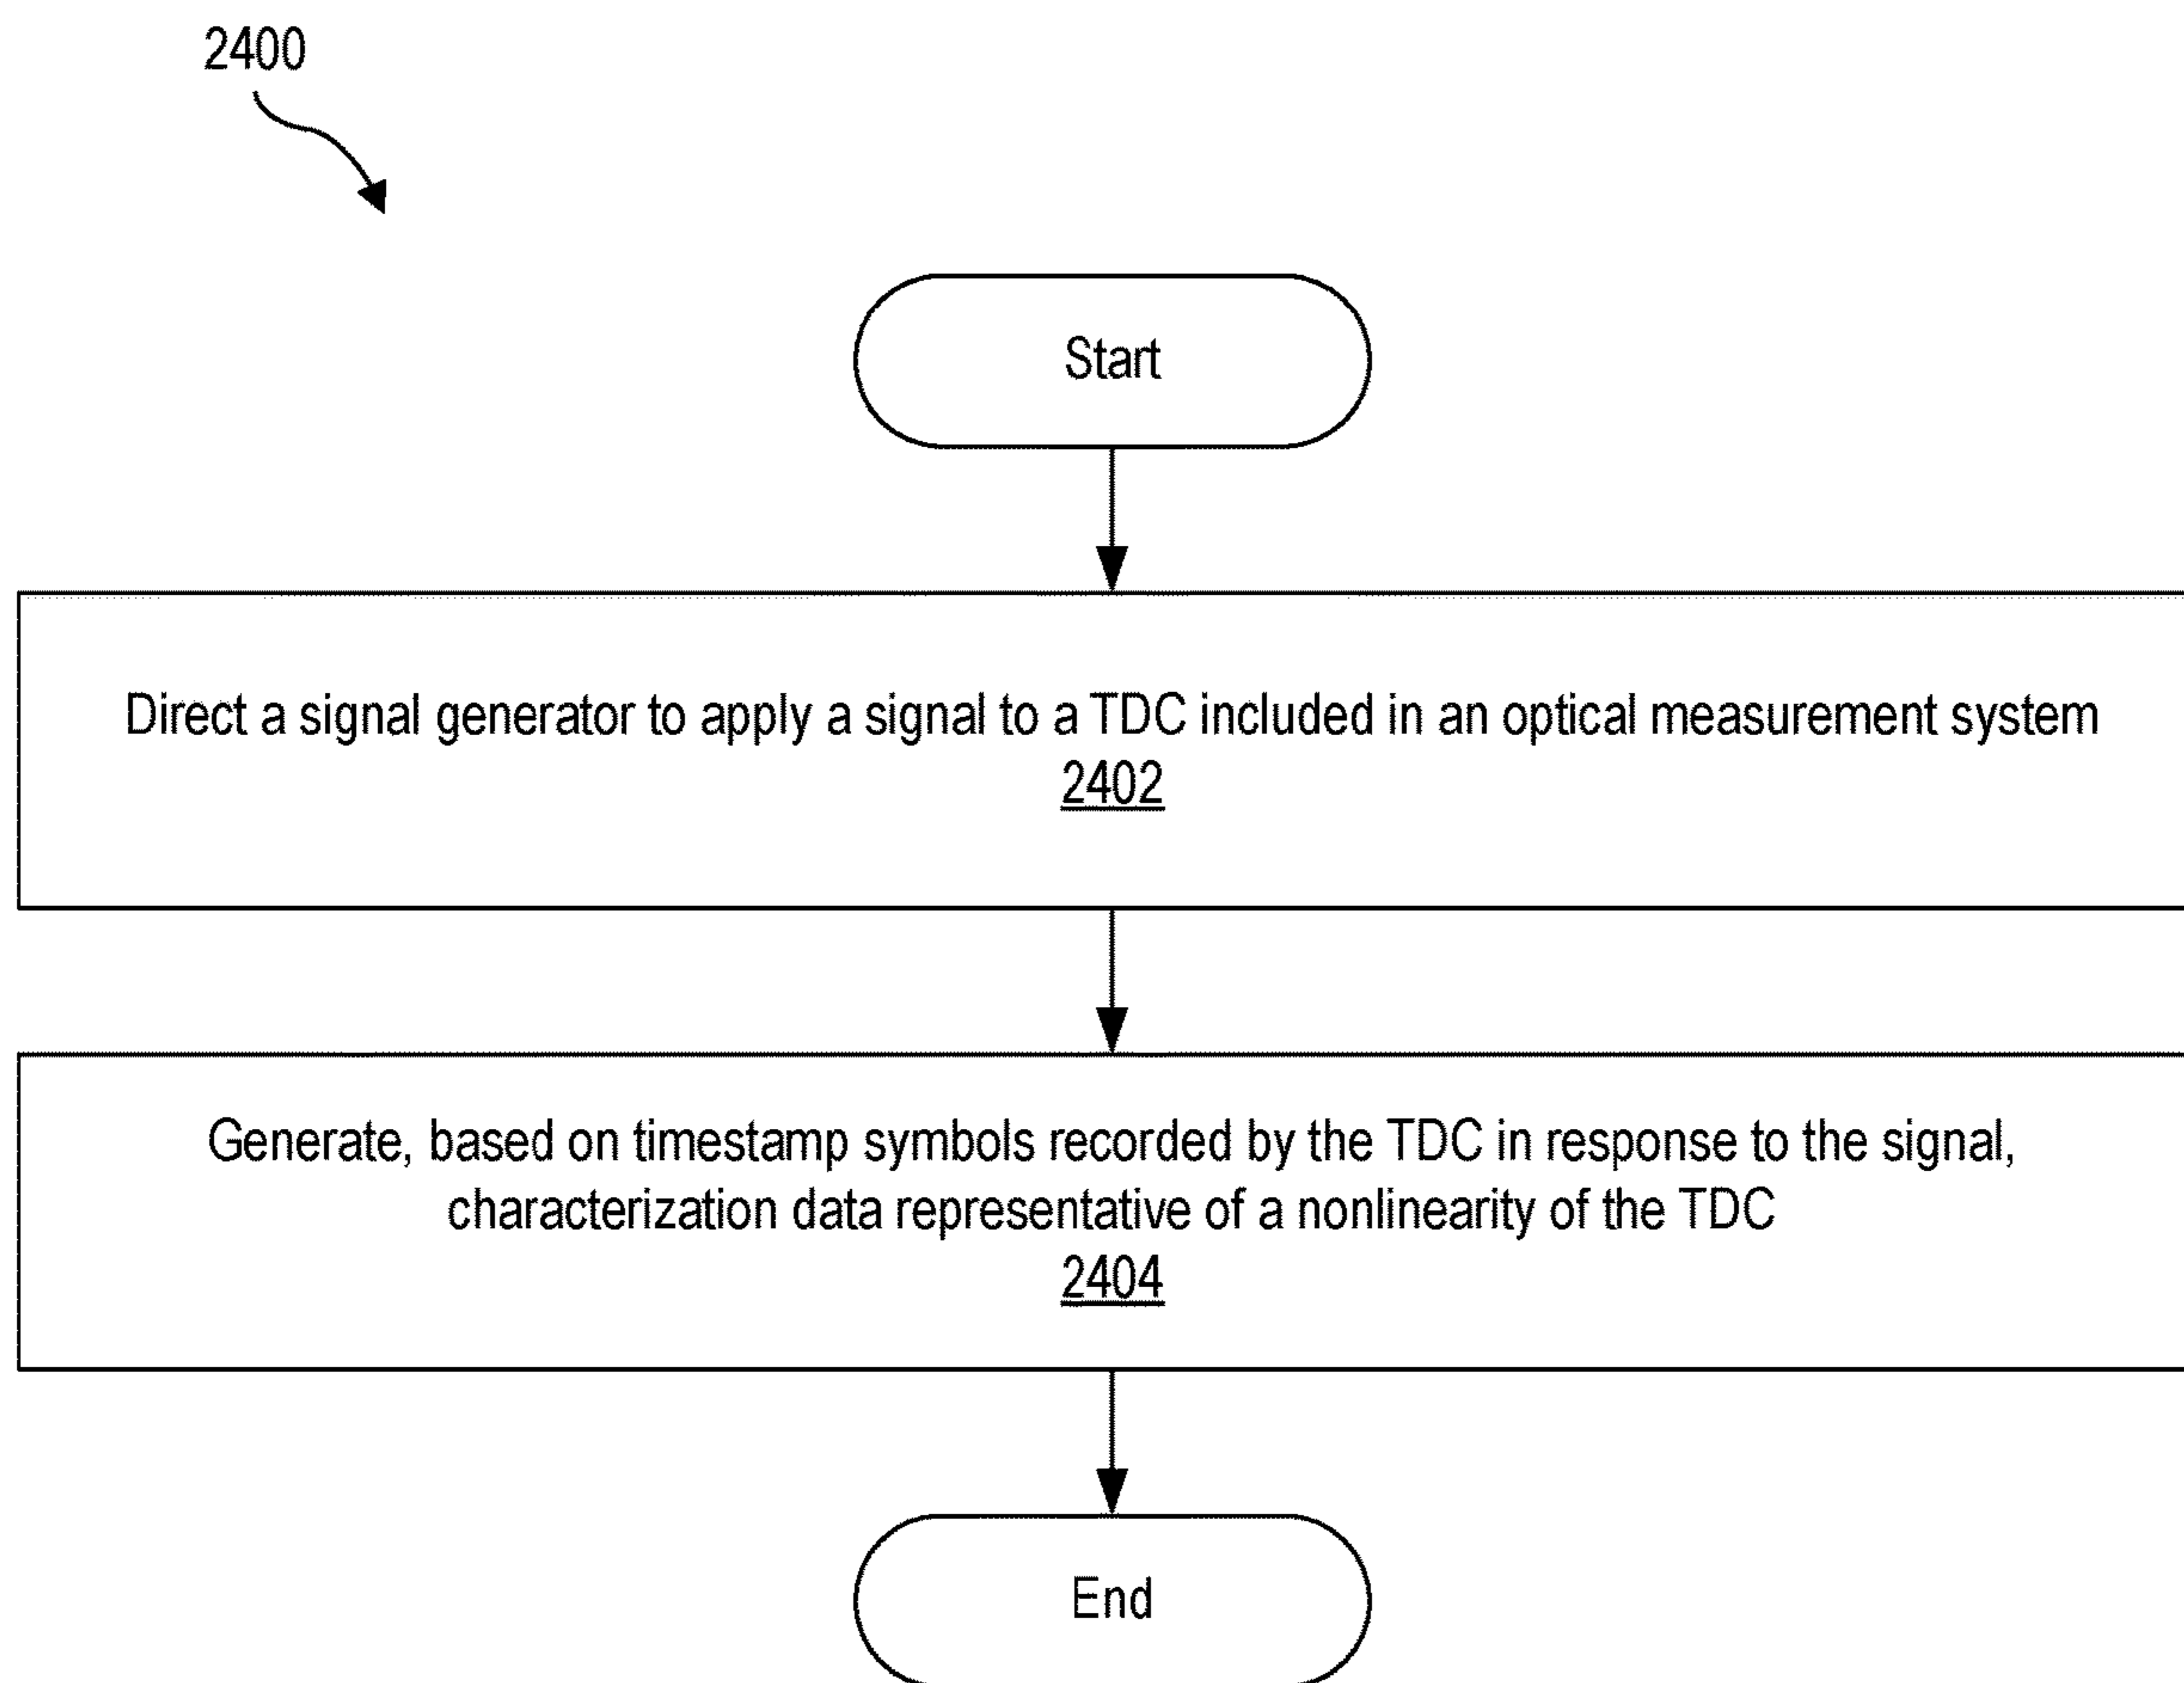 2400
Start
Direct a signal generator to apply a signal to a TDC included in an optical measurement system
2402
Generate, based on timestamp symbols recorded by the TDC in response to the signal,
characterization data representative of a nonlinearity of the TDC
2404
End